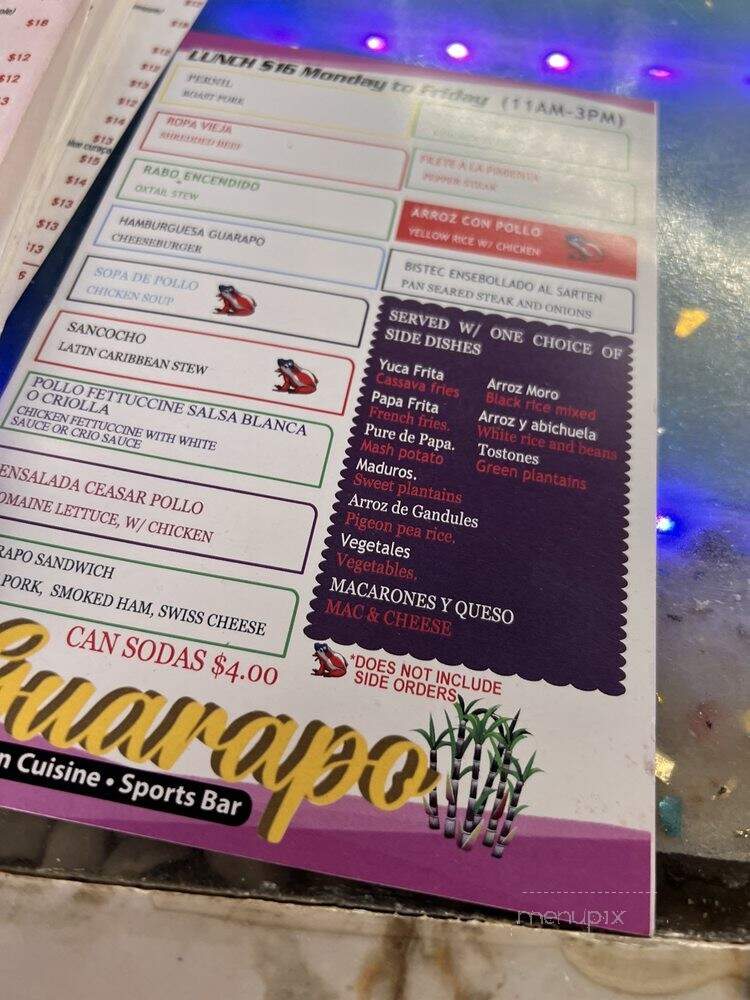 LUNCH $16 Monday to Friday (11AM-3PM)
PERNIL
ROAST PORK
ROPA VIEJA
SHREDDED BEEF
RABO ENCENDIDO
OXTAIL STEW
HAMBURGUESA GUARAPO
CHEESEBURGER
SOPA DE POLLO
CHICKEN SOUP
SANCOCHO
LATIN CARIBBEAN STEW
POLLO FETTUCCINE SALSA BLANCA
O CRIOLLA
CHICKEN FETTUCCINE WITH WHITE
SAUCE OR CRIO SAUCE
ENSALADA CEASAR POLLO
OMAINE LETTUCE, W/ CHICKEN
RAPO SANDWICH
PORK, SMOKED HAM, SWISS CHEESE
CAN SODAS $4.00
FILETE A LA PIMIENTA
PEPPER STEAK
ARROZ CON POLLO
YELLOW RICE W/ CHICKEN
BISTEC ENSEBOLLADO AL SARTEN
PAN SEARED STEAK AND ONIONS
SERVED W/ ONE CHOICE OF
SIDE DISHES
Yuca Frita
Cassava fries
Papa Frita
French fries.
Pure de Papa.
Mash potato
Maduros.
Sweet plantains
Arroz de Gandules
Pigeon pea rice.
Vegetales
Vegetables.
MACARONES Y QUESO
MAC & CHEESE
Arroz Moro
Black rice mixed
Arroz y abichuela
White rice and beans
Tostones
Green plantains
*DOES NOT INCLUDE
SIDE ORDERS
Guarapo
n Cuisine • Sports Bar
$18
$12
$12
$14
$13
$15
$14
$13
$13
$13
menupix